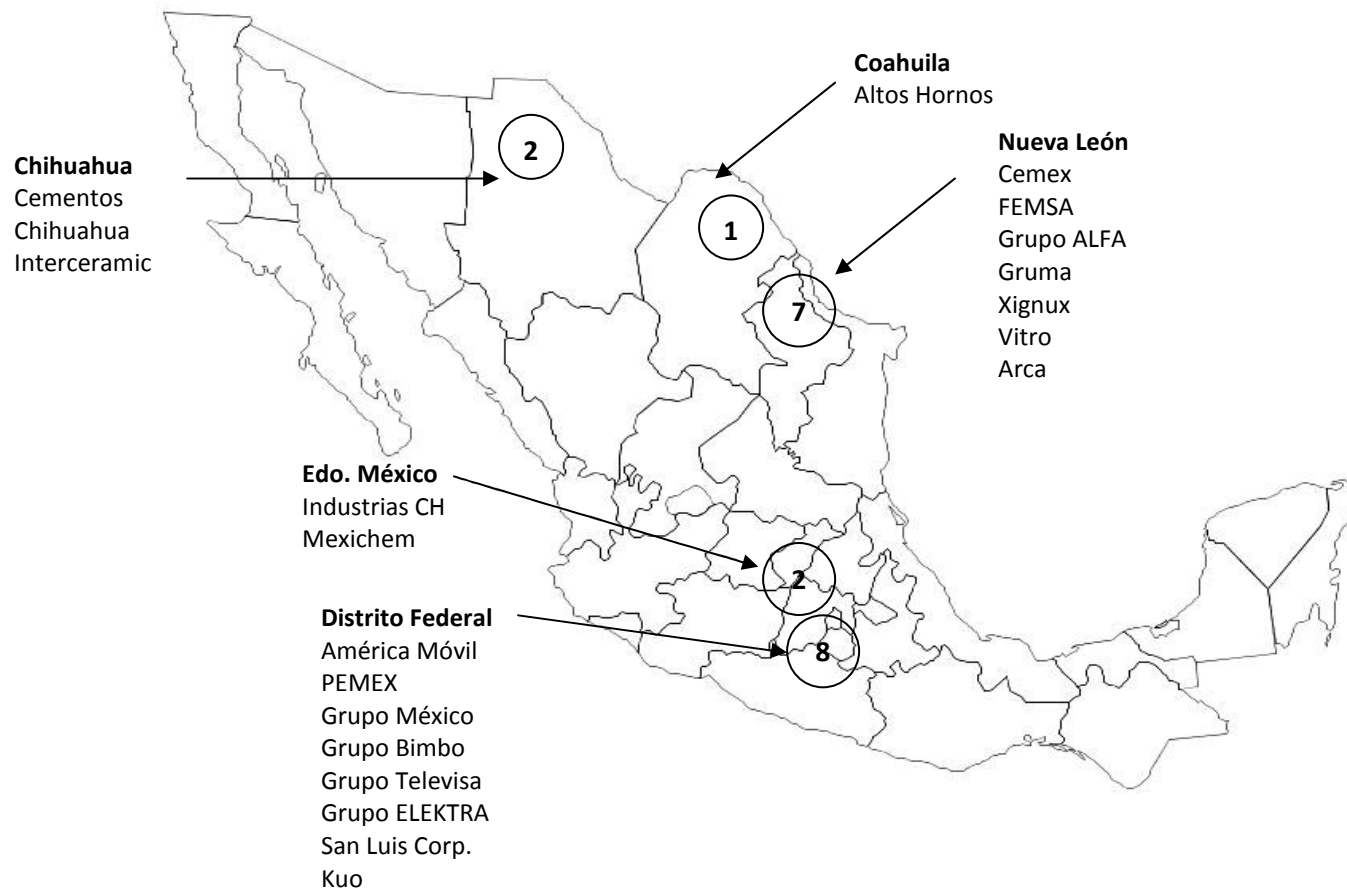 Coahuila
Altos Hornos
Nueva León
Cemex
FEMSA
Grupo ALFA
Gruma
Xignux
Vitro
Arca
Chihuahua
Cementos
Chihuahua
Interceramic
2
1
7
Edo. México
Industrias CH
Mexichem
2
Distrito Federal
América Móvil
PEMEX
Grupo México
Grupo Bimbo
Grupo Televisa
Grupo ELEKTRA
San Luis Corp.
Kuo
8